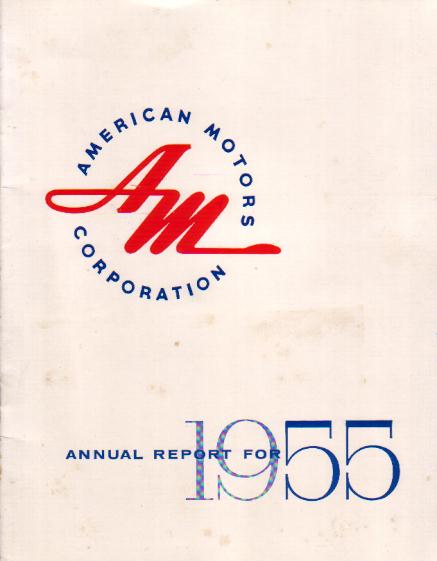 AMERICAN MOTORS
CORPORATION
AM
ANNUAL REPORT FOR 1955